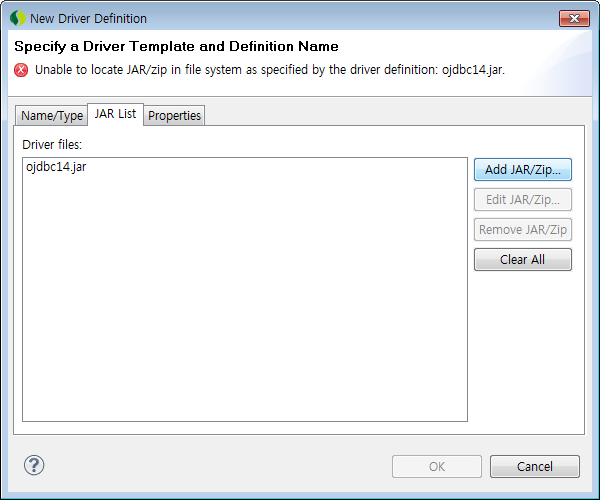 New Driver Definition
Specify a Driver Template and Definition Name
Unable to locate JAR/zip in file system as specified by the driver definition: ojdbc14.jar.
Name/Type JAR List Properties
Driver files:
ojdbc14.jar
Add JAR/Zip...
Edit JAR/Zip...
Remove JAR/Zip
Clear All
?
OK Cancel